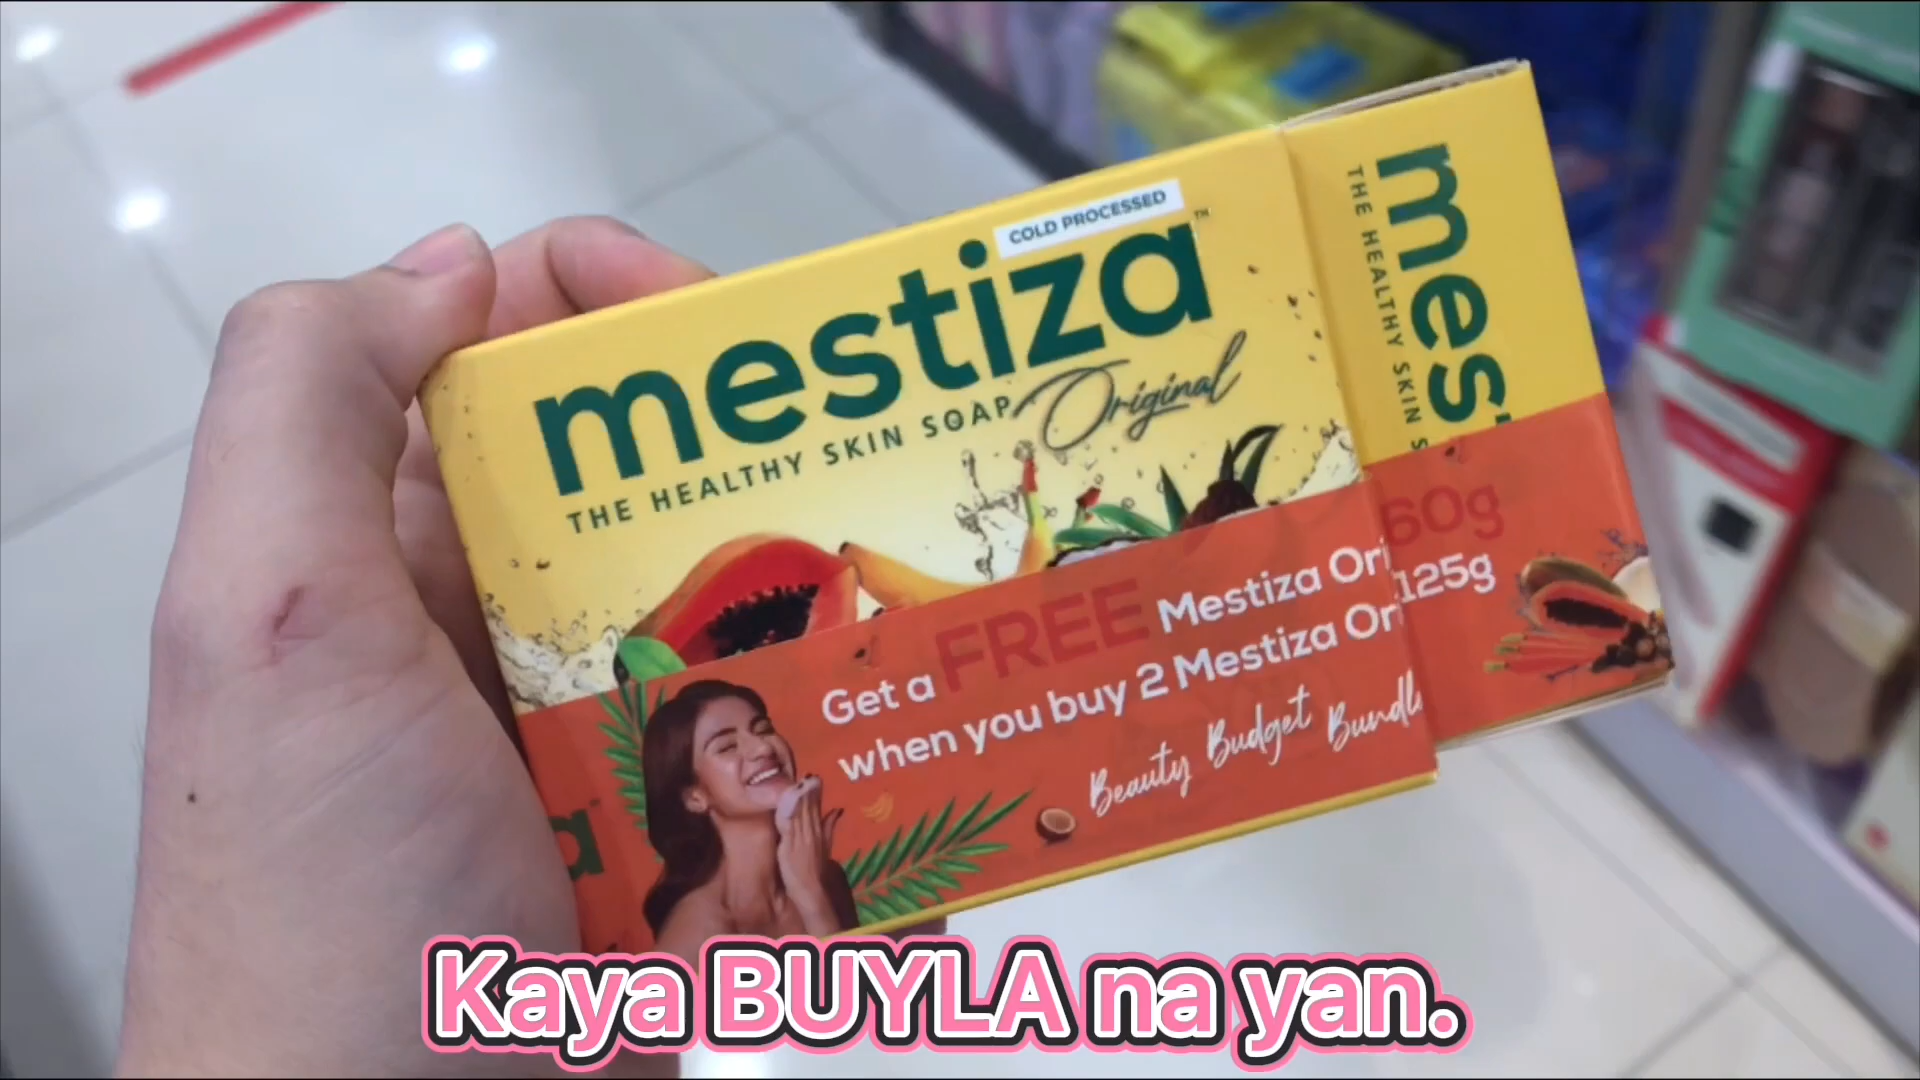 COLD PROCESSED
mestiza™
THE HEALTHY SKIN SOAP Original
Get a FREE Mestiza Ori
when you buy 2 Mestiza Or
Beauty Budget Bundl
mes
THE HEALTHY SKIN S
60g
125g
a
Kaya BUYLA na yan.